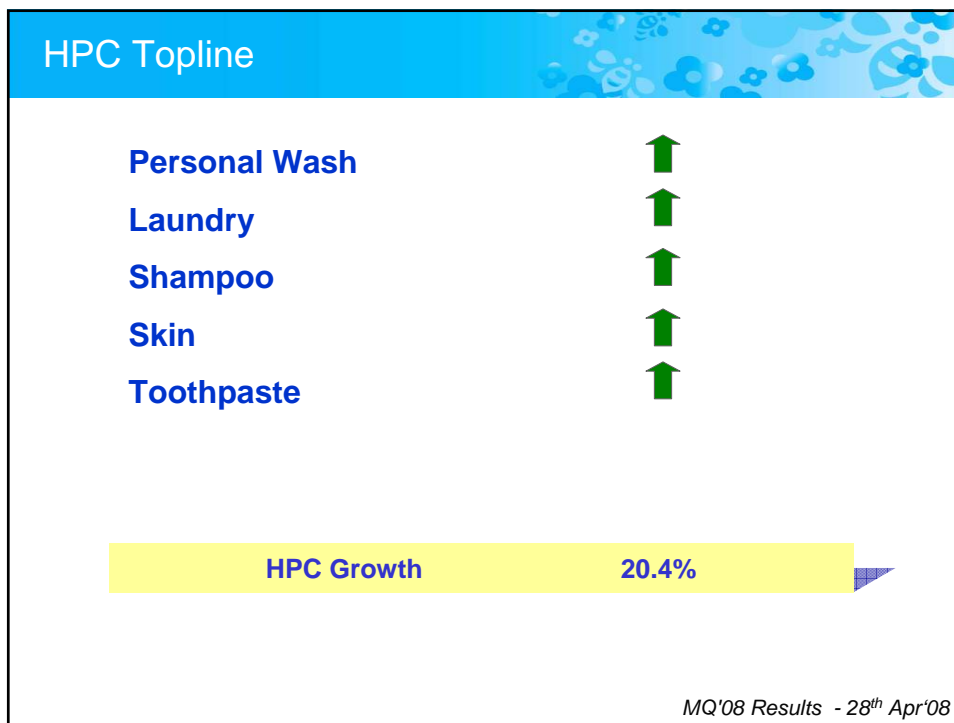 HPC Topline
Personal Wash
Laundry
Shampoo
Skin
Toothpaste
HPC Growth 20.4%
MQ'08 Results - 28th Apr‘08